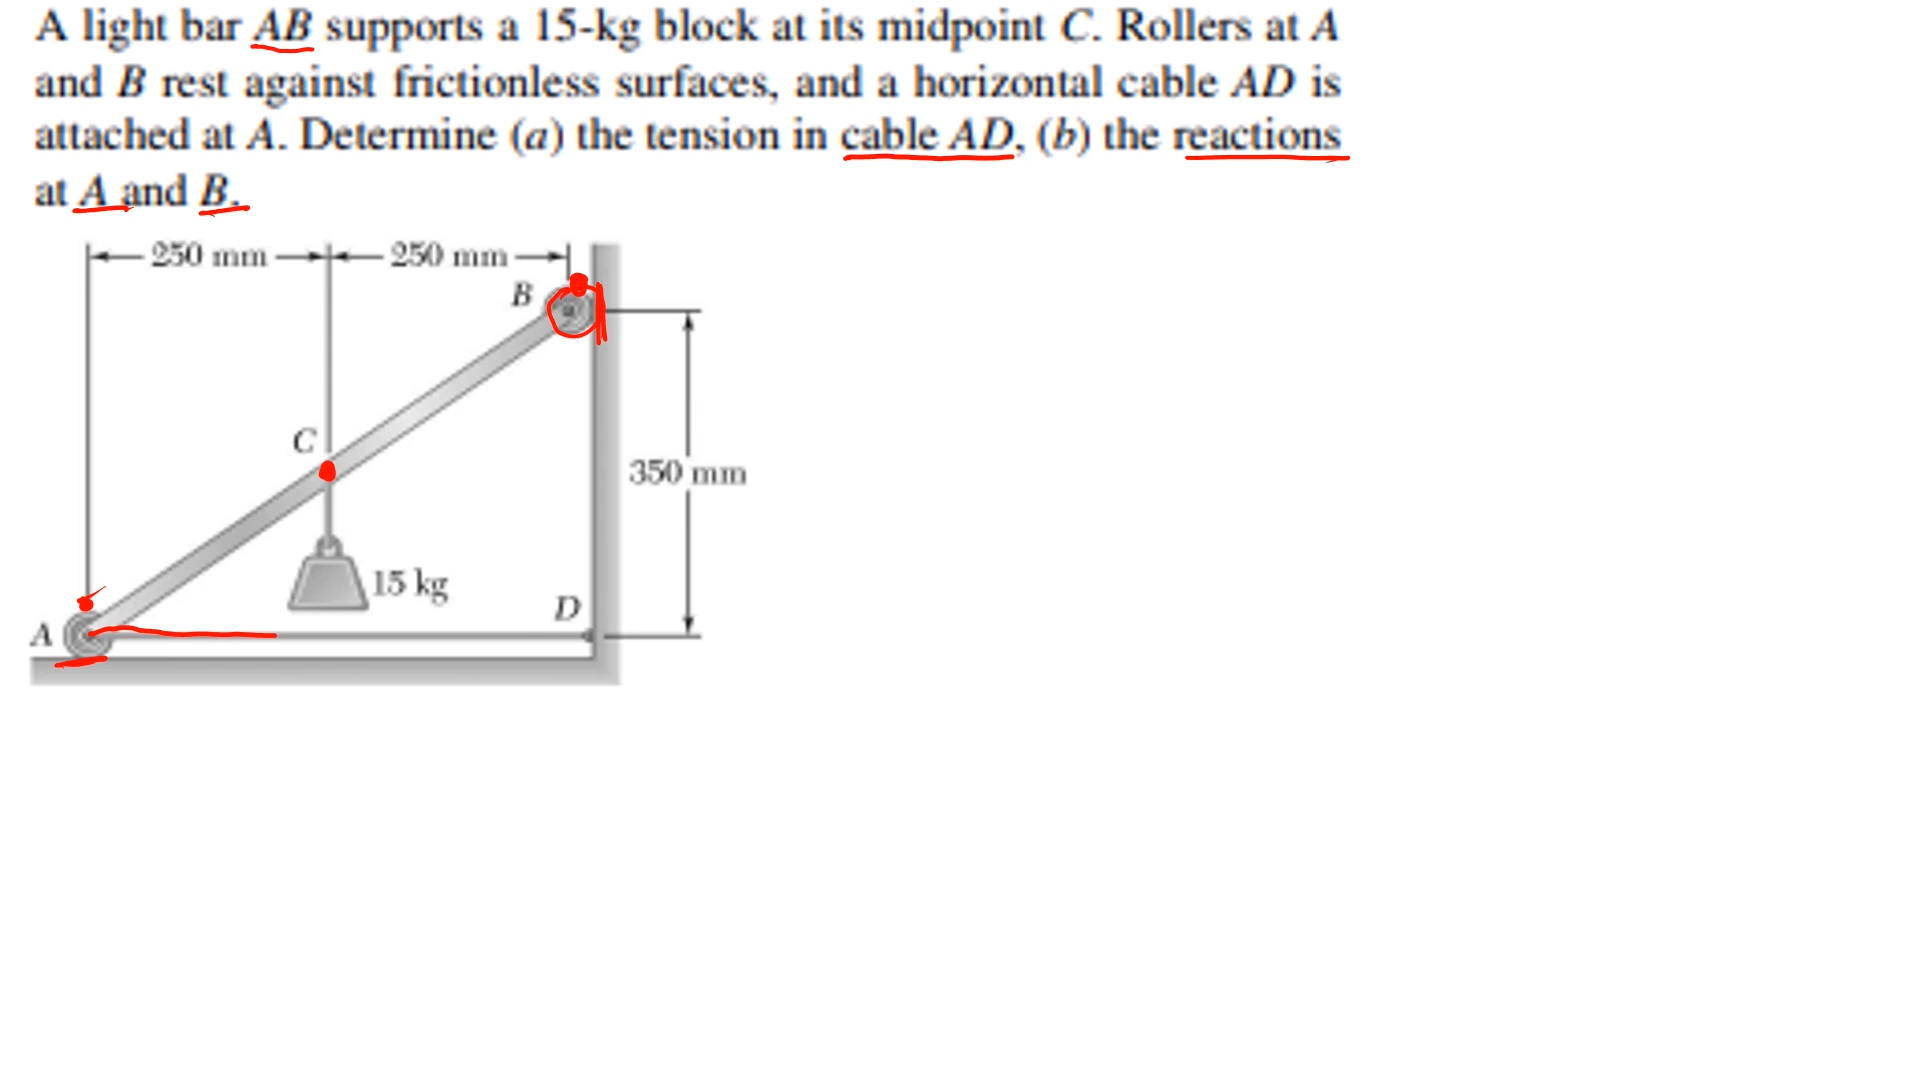 A light bar AB supports a 15-kg block at its midpoint C. Rollers at A
and B rest against frictionless surfaces, and a horizontal cable AD is
attached at A. Determine (a) the tension in cable AD, (b) the reactions
at A and B.
250 mm 250 mm
B
C
350 mm
15 kg
D
A